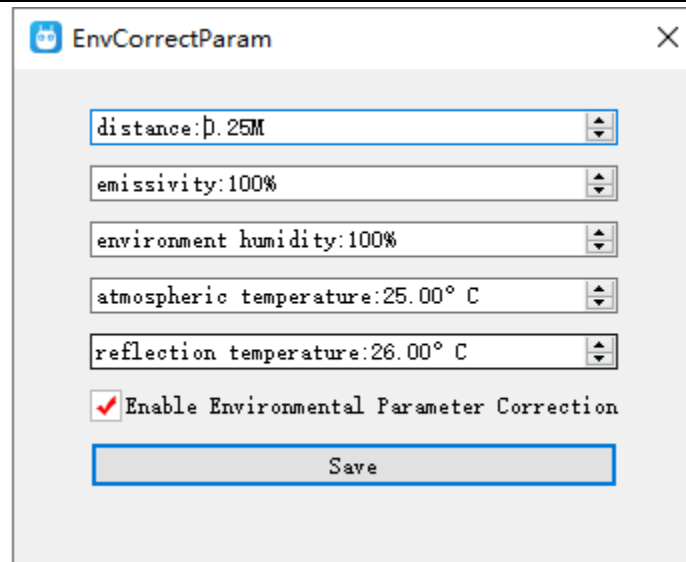 EnvCorrectParam
distance:0.25M
emissivity:100%
environment humidity:100%
atmospheric temperature:25.00° C
reflection temperature:26.00° C
Enable Environmental Parameter Correction
Save